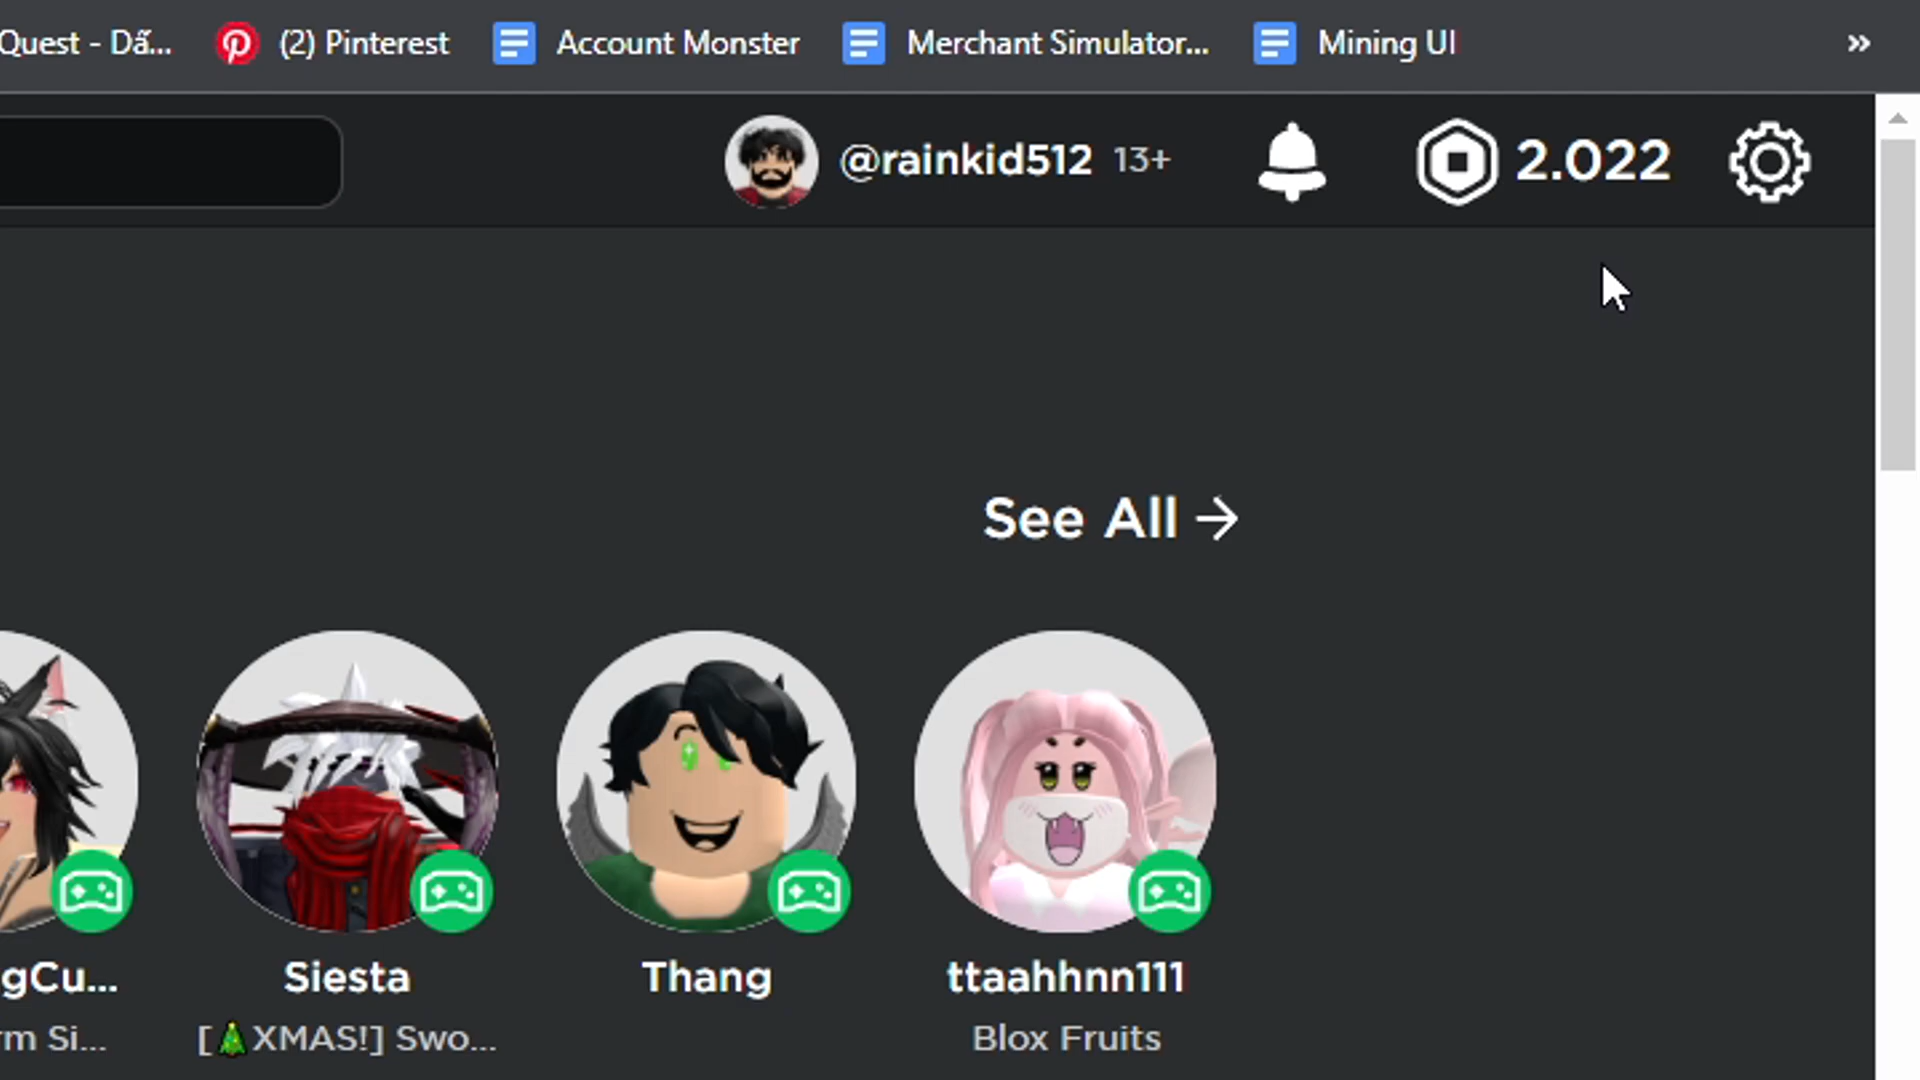 Quest - Dấ...
(2) Pinterest
Account Monster
Merchant Simulator...
Mining UI
»
@rainkid512 13+
2.022
See All →
gCu...
Siesta
Thang
ttaahhnn111
rm Si...
[🎄XMAS!] Swo...
Blox Fruits